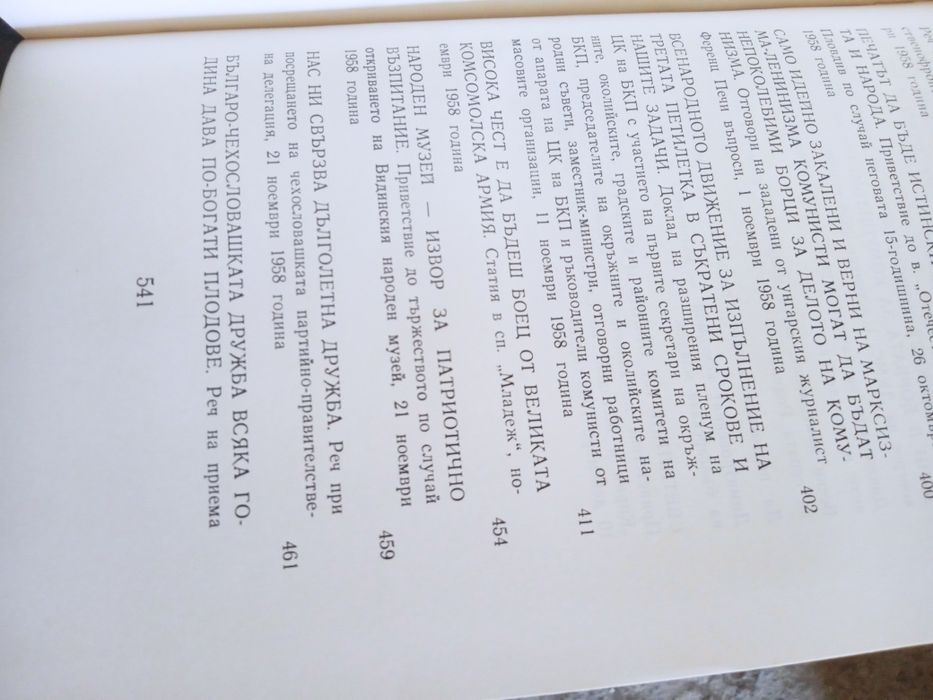 ственофронт
ри 1958 година 400
ПЕЧАТЪТ ДА БЪДЕ ИСТИНСКИ
ТА И НАРОДА. Приветствие до в. „Отечест
Пловдив по случай неговата 15-годишнина, 26 октомври
1958 година 402
САМО ИДЕЙНО ЗАКАЛЕНИ И ВЕРНИ НА МАРКСИЗ-
МА-ЛЕНИНИЗМА КОМУНИСТИ МОГАТ ДА БЪДАТ
НЕПОКОЛЕБИМИ БОРЦИ ЗА ДЕЛОТО НА КОМУ-
НИЗМА. Отговори на зададени от унгарския журналист
Ференц Печи въпроси, 1 ноември 1958 година
ВСЕНАРОДНОТО ДВИЖЕНИЕ ЗА ИЗПЪЛНЕНИЕ НА
ТРЕТАТА ПЕТИЛЕТКА В СЪКРАТЕНИ СРОКОВЕ И
НАШИТЕ ЗАДАЧИ. Доклад на разширения пленум на
ЦК на БКП с участието на първите секретари на окръж-
ните, околийските, градските и районните комитети на
БКП, председателите на окръжните и околийските на-
родни съвети, заместник-министри, отговорни работници
от апарата на ЦК на БКП и ръководители комунисти от
масовите организации, 11 ноември 1958 година 411
ВИСОКА ЧЕСТ Е ДА БЪДЕШ БОЕЦ ОТ ВЕЛИКАТА
КОМСОМОЛСКА АРМИЯ. Статия в сп. „Младеж“, но-
ември 1958 година 454
НАРОДЕН МУЗЕЙ — ИЗВОР ЗА ПАТРИОТИЧНО
ВЪЗПИТАНИЕ. Приветствие до тържеството по случай
откриването на Видинския народен музей, 21 ноември
1958 година 459
НАС НИ СВЪРЗВА ДЪЛГОЛЕТНА ДРУЖБА. Реч при
посрещането на чехословашката партийно-правителстве-
на делегация, 21 ноември 1958 година 461
БЪЛГАРО-ЧЕХОСЛОВАШКАТА ДРУЖБА ВСЯКА ГО-
ДИНА ДАВА ПО-БОГАТИ ПЛОДОВЕ. Реч на приема
541